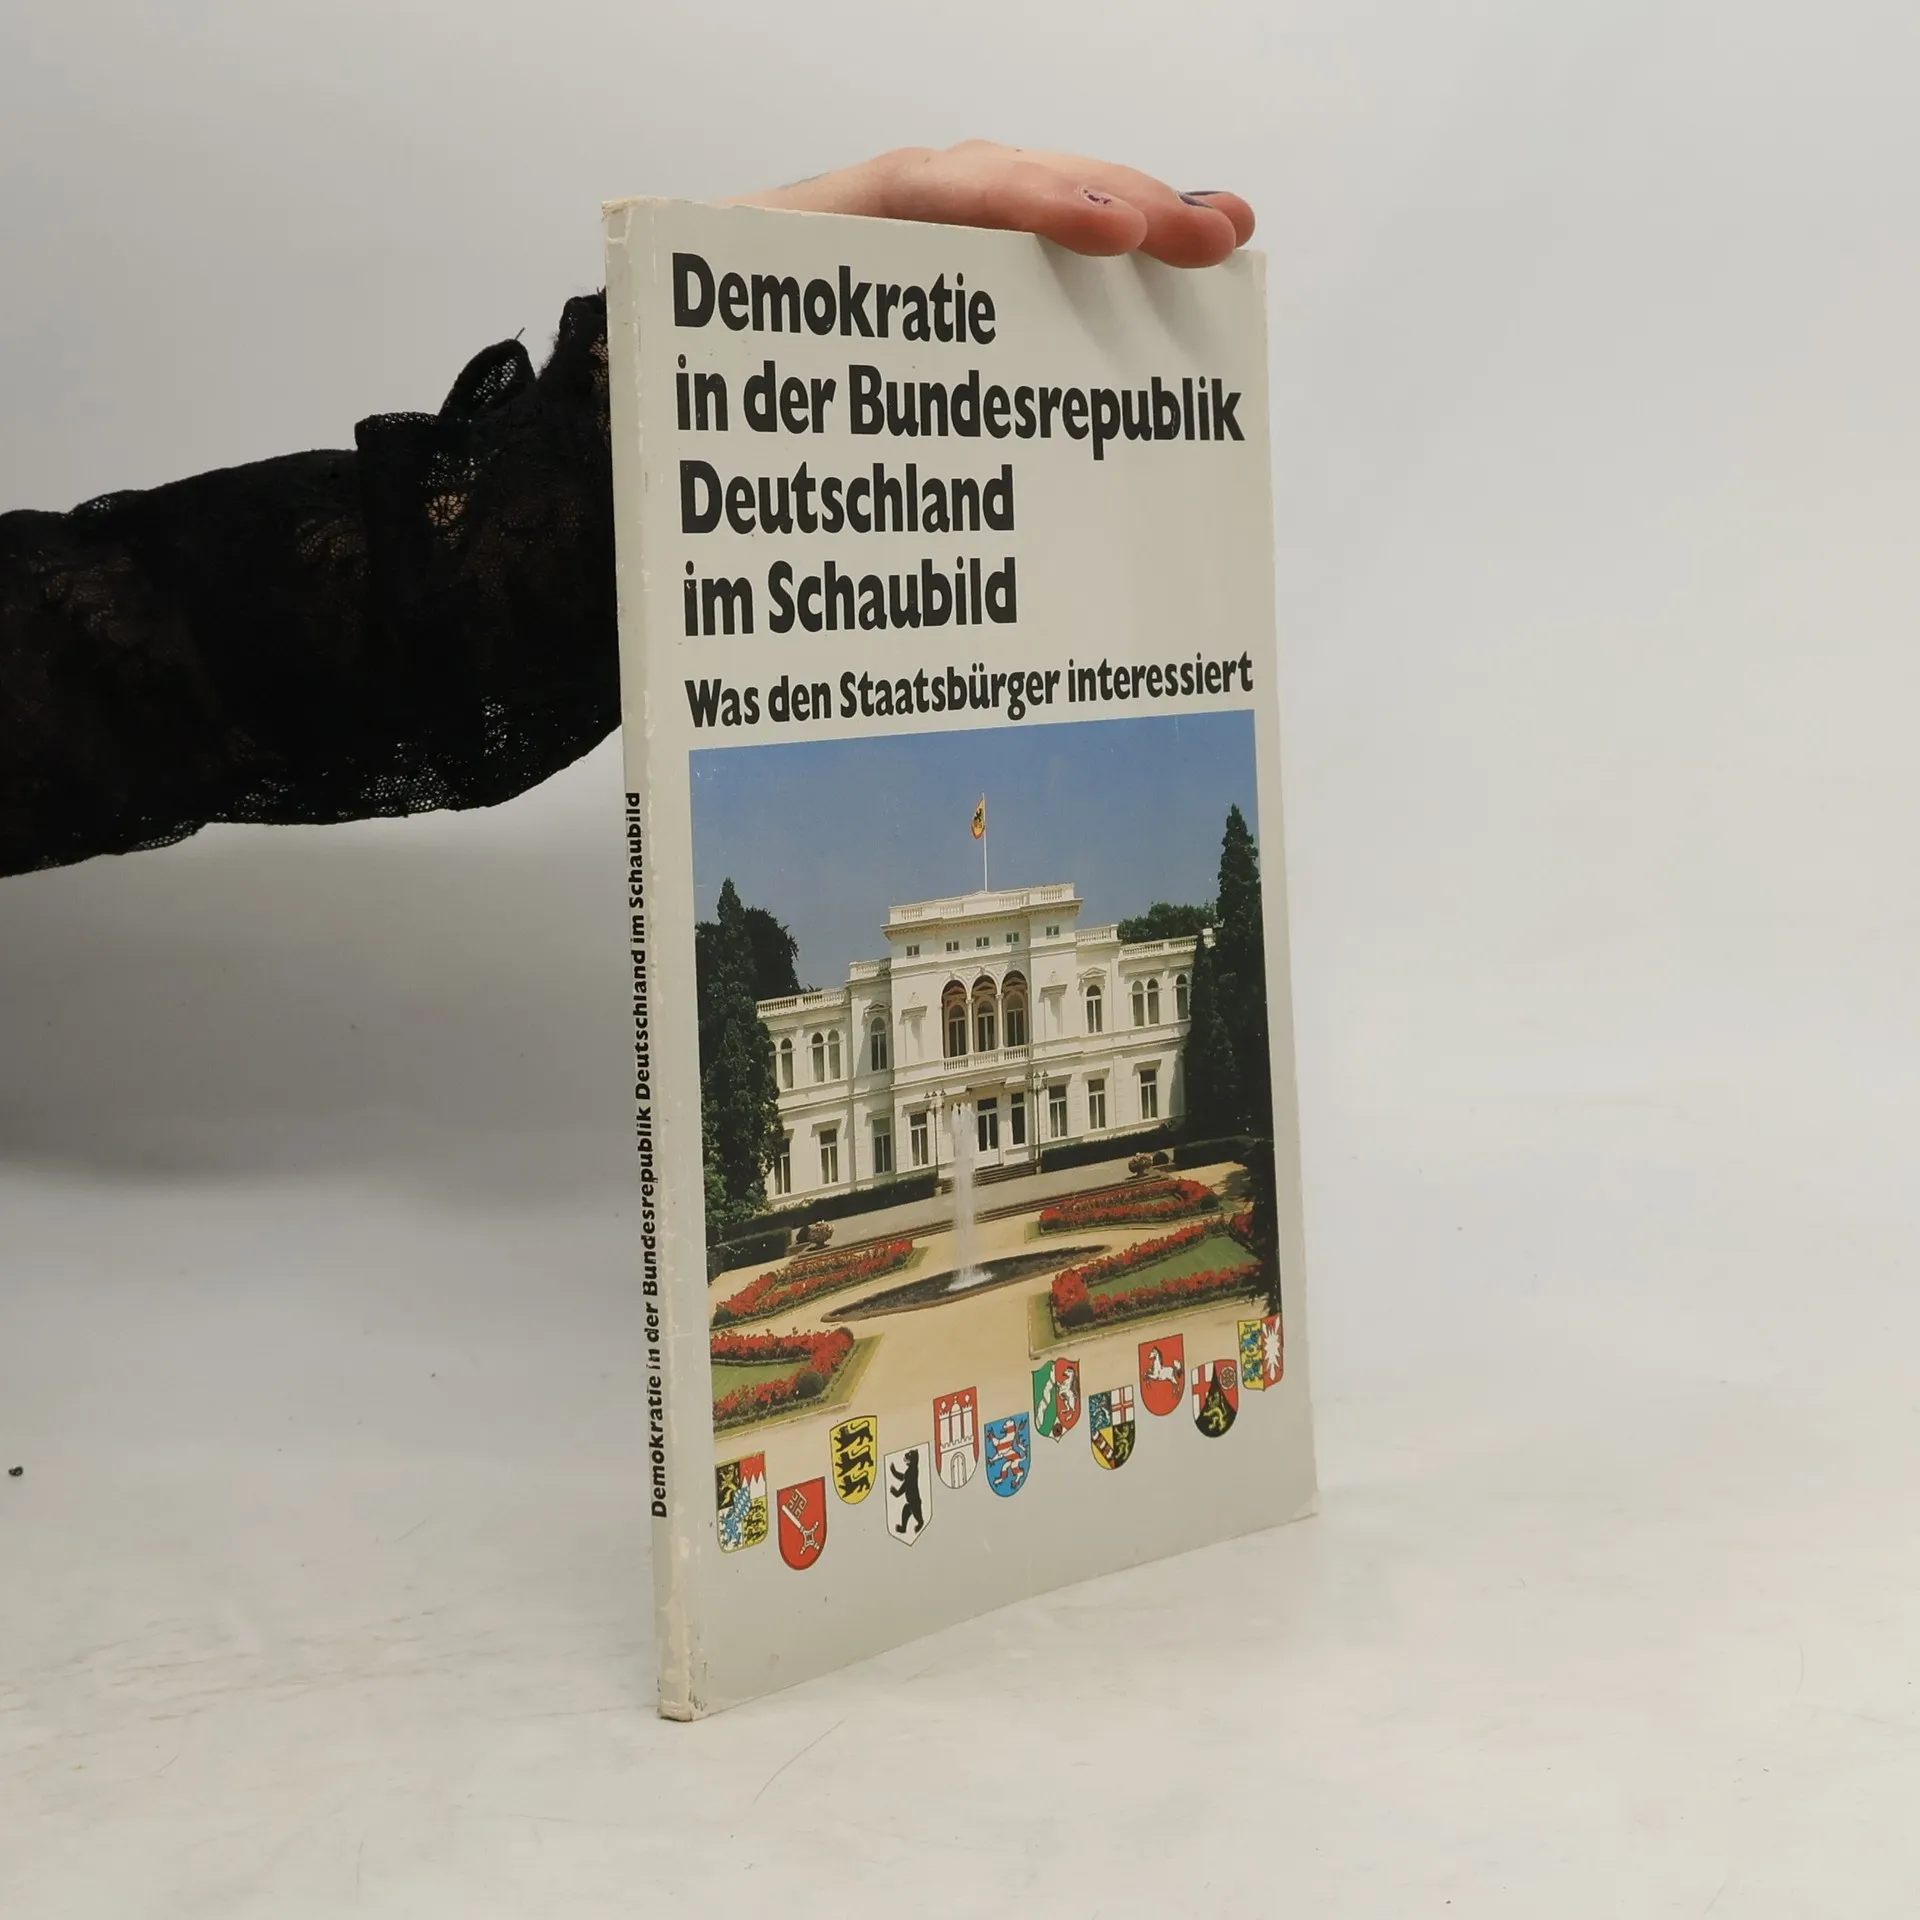 Demokratie
in der Bundesrepublik
Deutschland
im Schaubild
Was den Staatsbürger interessiert
Demokratie in der Bundesrepublik Deutschland im Schaubild